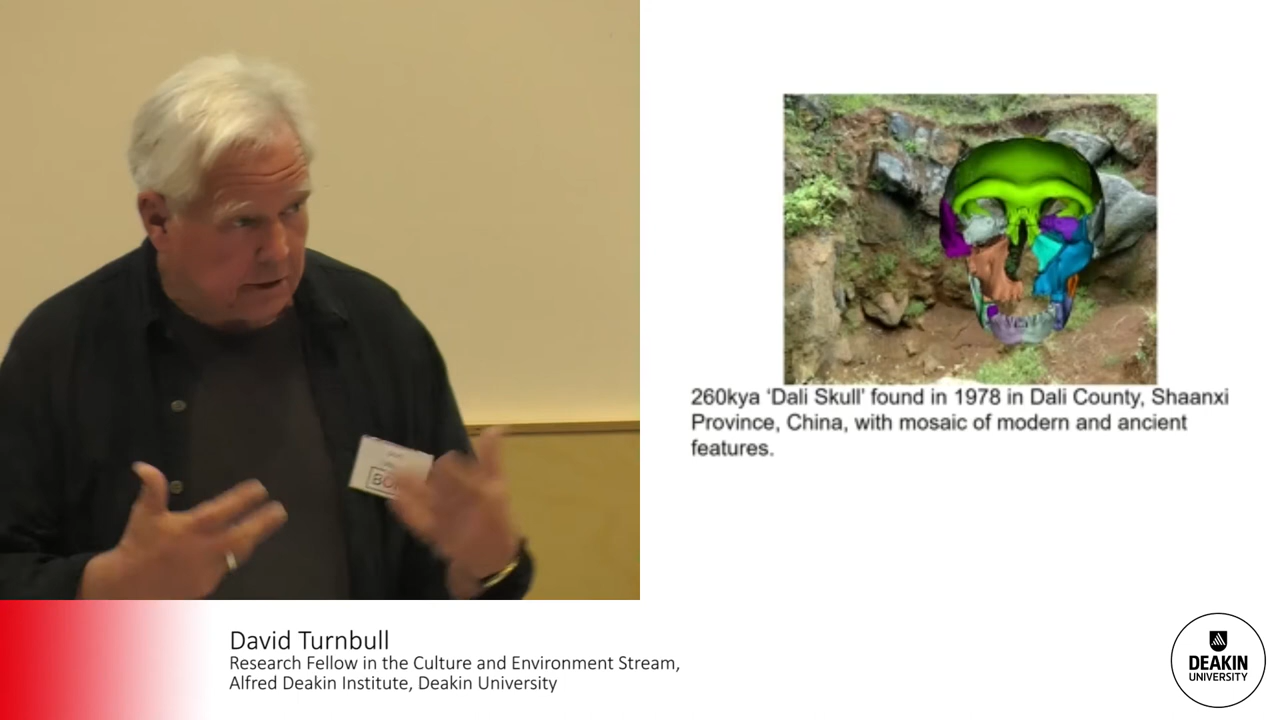 260kya ‘Dali Skull’ found in 1978 in Dali County, Shaanxi
Province, China, with mosaic of modern and ancient
features.
David Turnbull
Research Fellow in the Culture and Environment Stream,
Alfred Deakin Institute, Deakin University
DEAKIN
UNIVERSITY